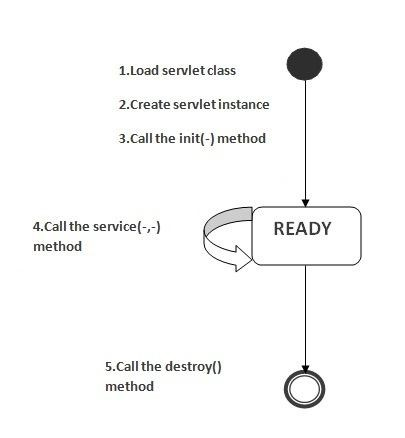 1.Load servlet class
2.Create servlet instance
3.Call the init(-) method
4.Call the service(-,-)
method
READY
5.Call the destroy()
method